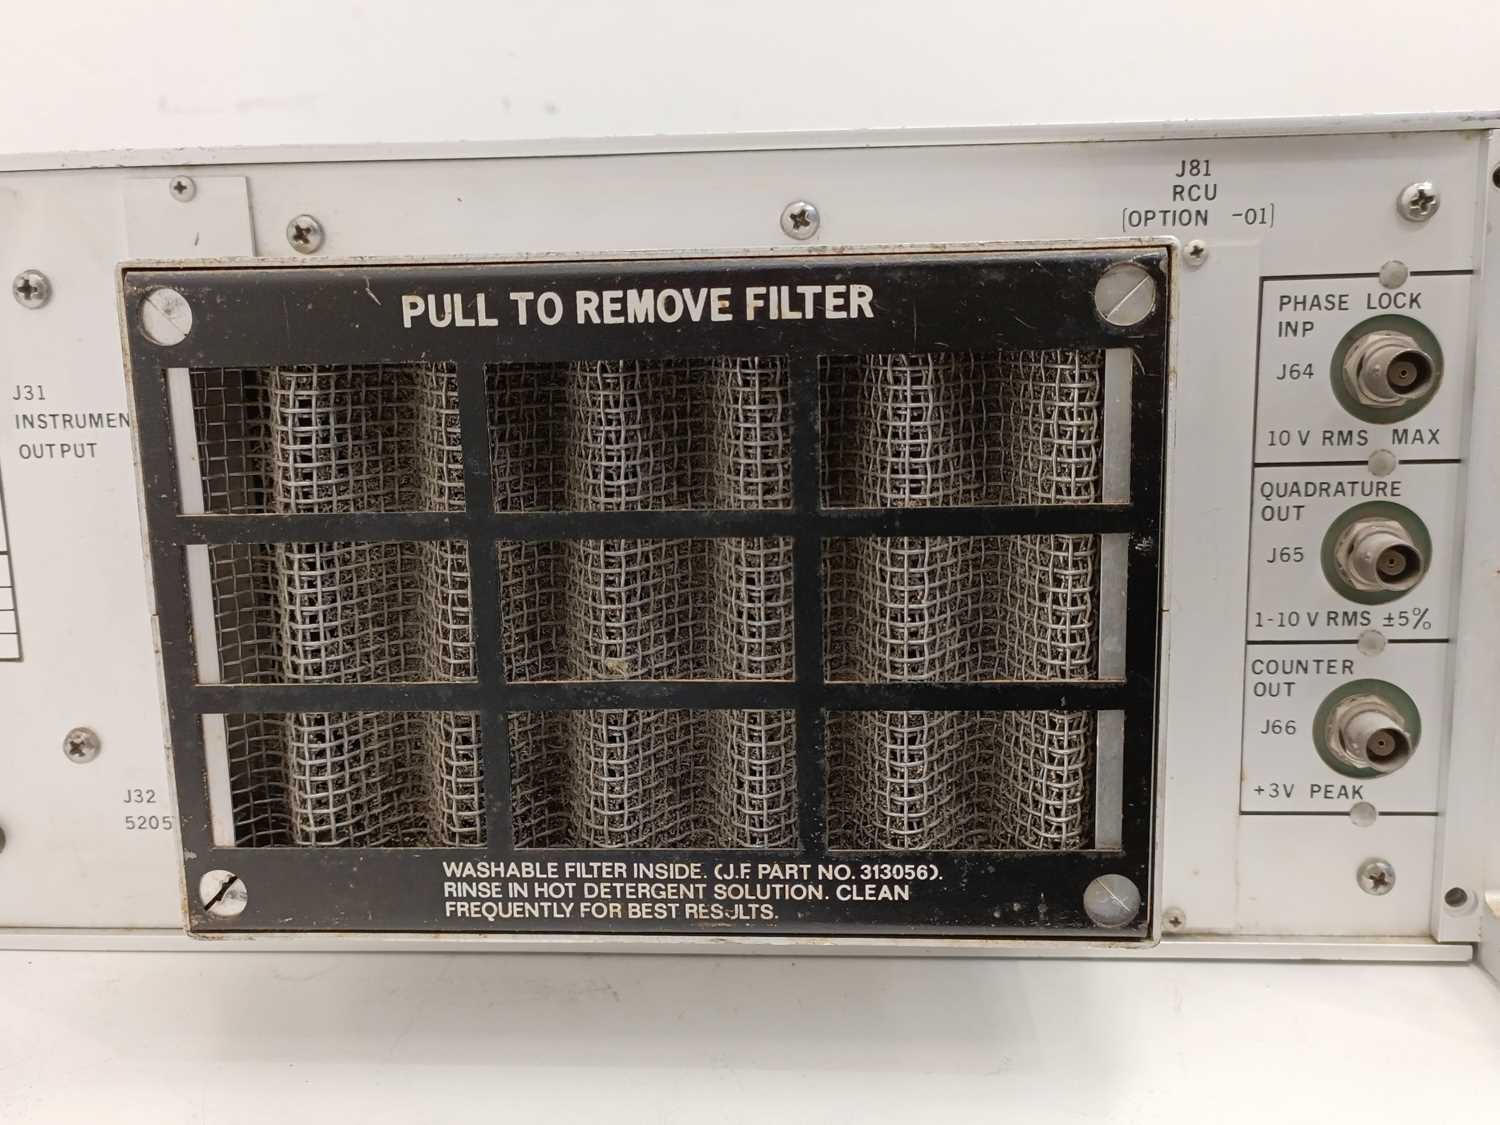 J81
RCU
(OPTION -01)
PULL TO REMOVE FILTER
J31
INSTRUMEN
OUTPUT
J32
5205
PHASE LOCK
INP
J64
10 V RMS MAX
QUADRATURE
OUT
J65
1-10 V RMS ±5%
COUNTER
OUT
J66
+3V PEAK
WASHABLE FILTER INSIDE. (J.F. PART NO. 313056).
RINSE IN HOT DETERGENT SOLUTION. CLEAN
FREQUENTLY FOR BEST RESULTS.